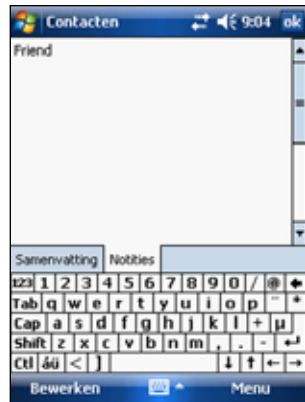 Contacten 9:04 ok
Friend
Samenvatting Notities
123 1 2 3 4 5 6 7 8 9 0 / @
Tab q w e r t y u i o p " *
Cap a s d f g h j k l + µ
Shift z x c v b n m , . -
Ctl áü < ]
Bewerken Menu